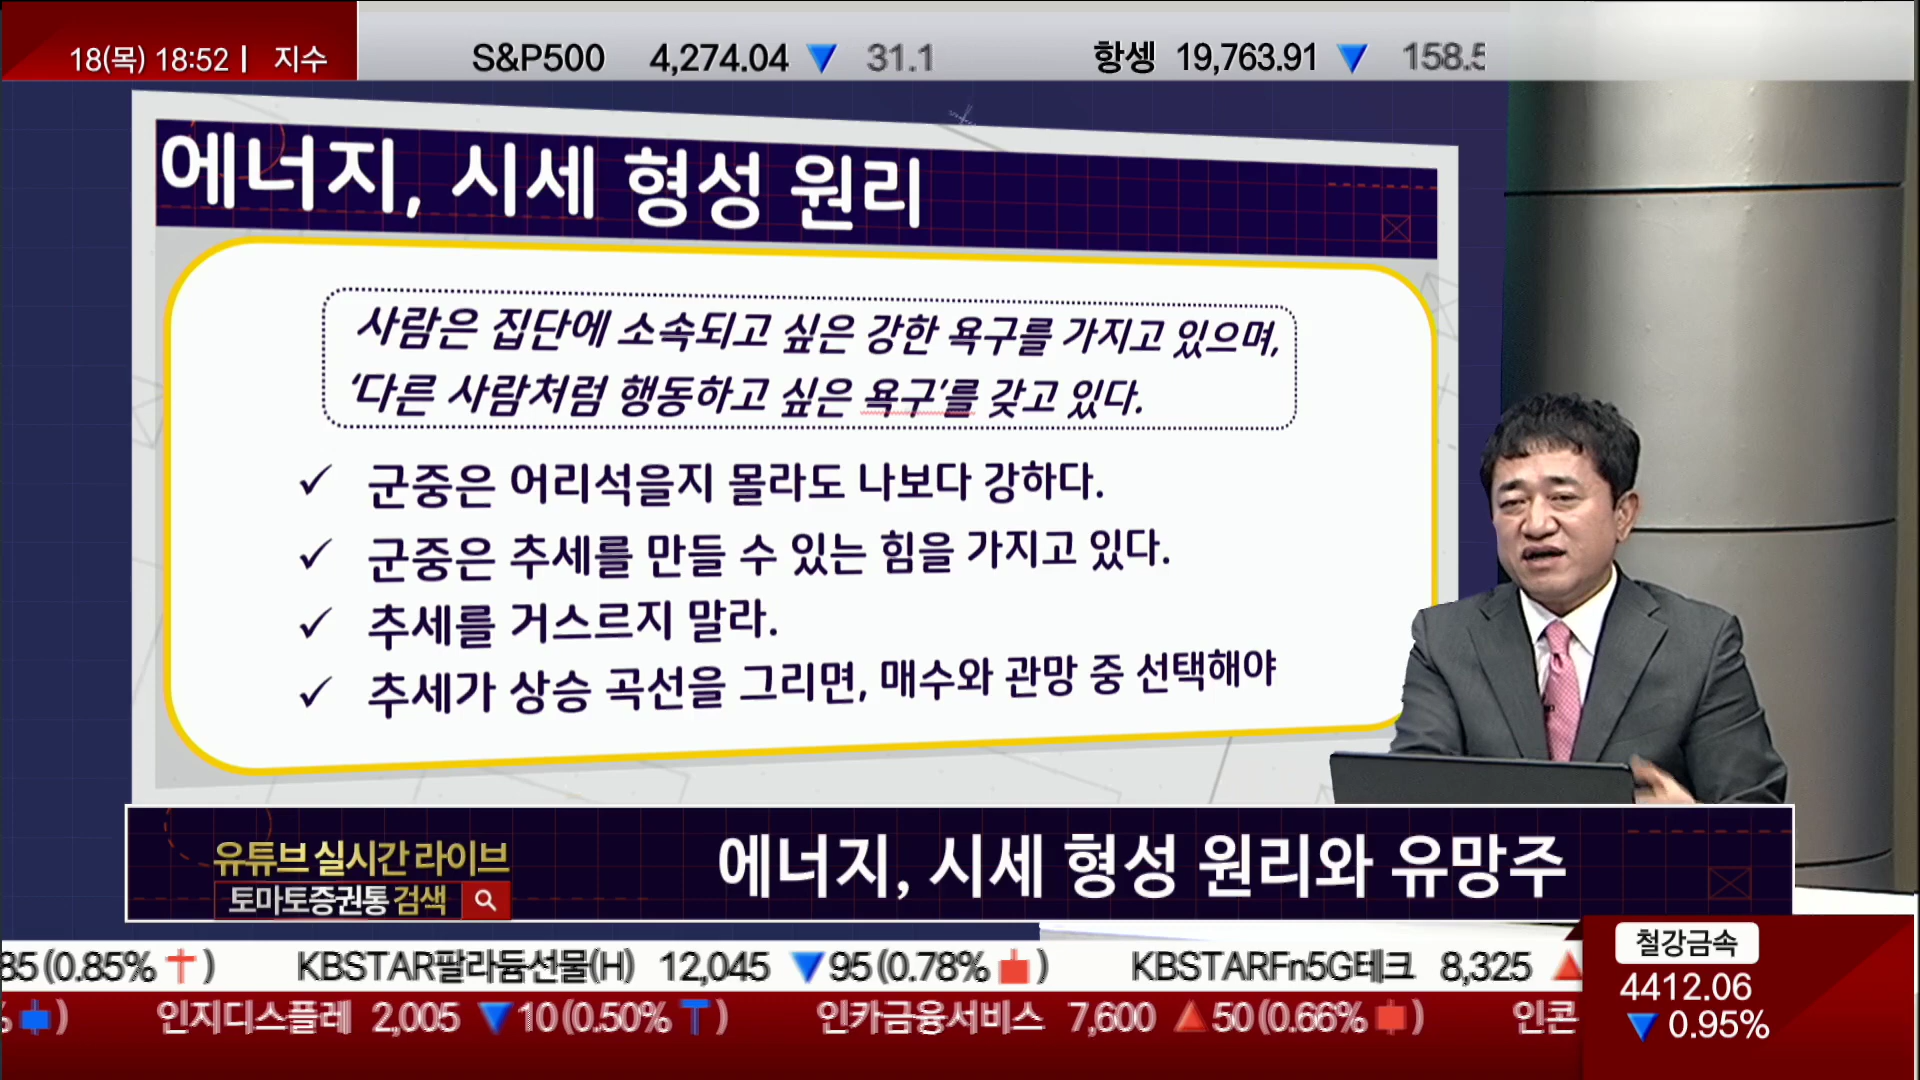 18(목) 18:52 | 지수
S&P500 4,274.04 ▼ 31.1 항셍 19,763.91 ▼ 158.5
에너지, 시세 형성 원리
사람은 집단에 소속되고 싶은 강한 욕구를 가지고 있으며,
‘다른 사람처럼 행동하고 싶은 욕구’를 갖고 있다.
✓ 군중은 어리석을지 몰라도 나보다 강하다.
✓ 군중은 추세를 만들 수 있는 힘을 가지고 있다.
✓ 추세를 거스르지 말라.
✓ 추세가 상승 곡선을 그리면, 매수와 관망 중 선택해야
유튜브 실시간 라이브
토마토증권통 검색
에너지, 시세 형성 원리와 유망주
85 (0.85% ) KBSTAR팔라듐선물(H) 12,045 ▼ 95 (0.78% ) KBSTARFn5G테크 8,325 ▲
% ) 인지디스플레 2,005 ▼ 10 (0.50% ) 인카금융서비스 7,600 ▲ 50 (0.66% ) 인콘
철강금속
4412.06
▼ 0.95%